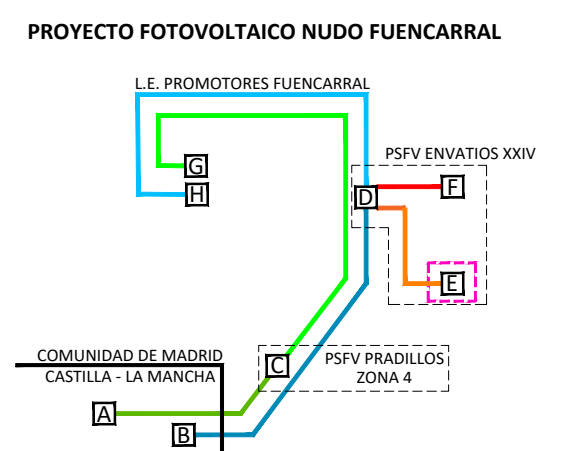 PROYECTO FOTOVOLTAICO NUDO FUENCARRAL
L.E. PROMOTORES FUENCARRAL
PSFV ENVATIOS XXIV
G
H
D
F
E
COMUNIDAD DE MADRID
CASTILLA - LA MANCHA
C
PSFV PRADILLOS
ZONA 4
A
B